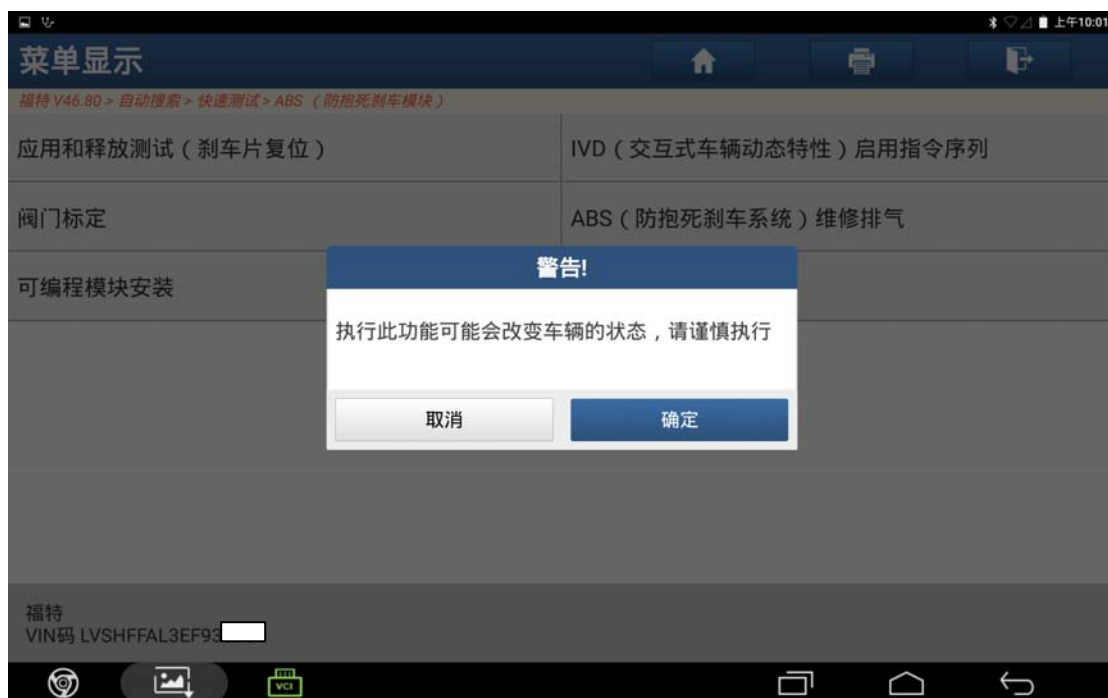 上午10:01
菜单显示
福特 V46.80 > 自动搜索 > 快速测试 > ABS （防抱死刹车模块）
应用和释放测试（刹车片复位）
IVD（交互式车辆动态特性）启用指令序列
阀门标定
ABS（防抱死刹车系统）维修排气
可编程模块安装
警告!
执行此功能可能会改变车辆的状态，请谨慎执行
取消
确定
福特
VIN码 LVSHFFAL3EF93
VCI